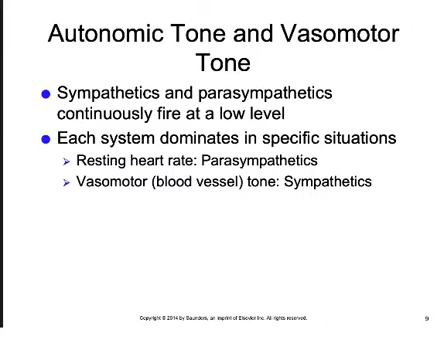 Autonomic Tone and Vasomotor
Tone
Sympathetics and parasympathetics
continuously fire at a low level
Each system dominates in specific situations
Resting heart rate: Parasympathetics
Vasomotor (blood vessel) tone: Sympathetics
Copyright © 2014 by Saunders, an imprint of Elsevier Inc. All rights reserved.
9